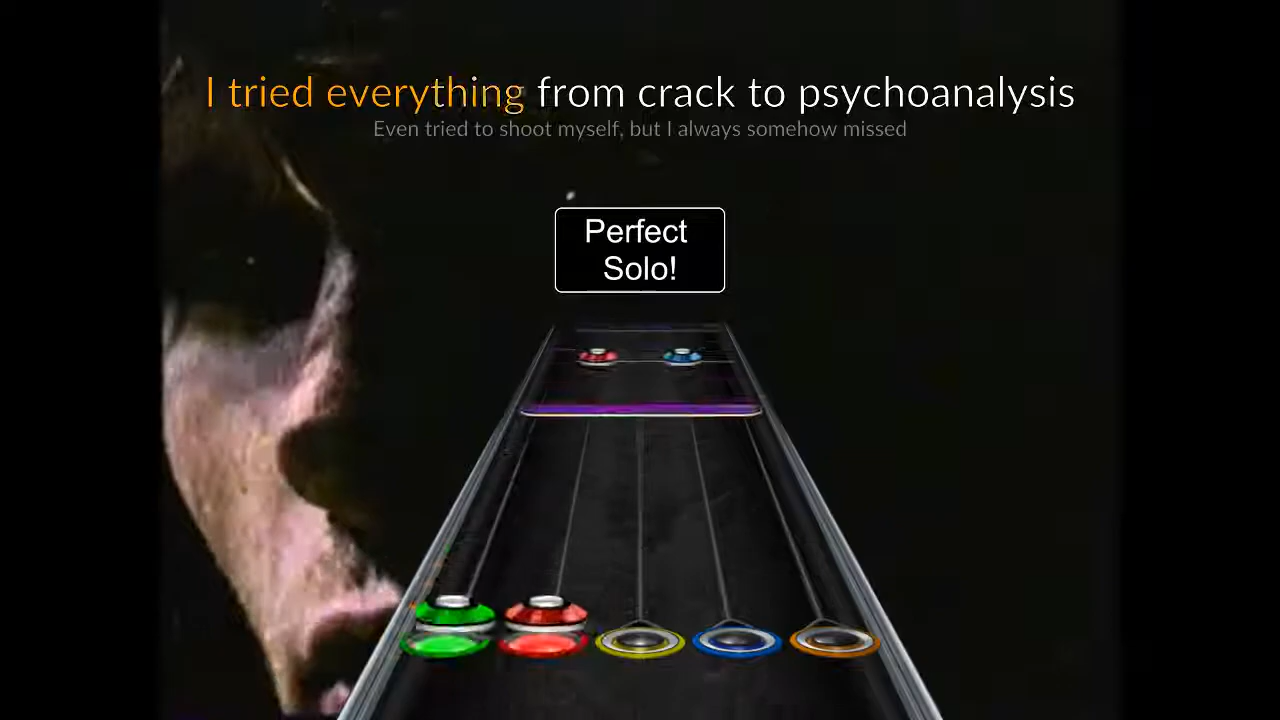 I tried everything from crack to psychoanalysis
Even tried to shoot myself, but I always somehow missed
Perfect
Solo!